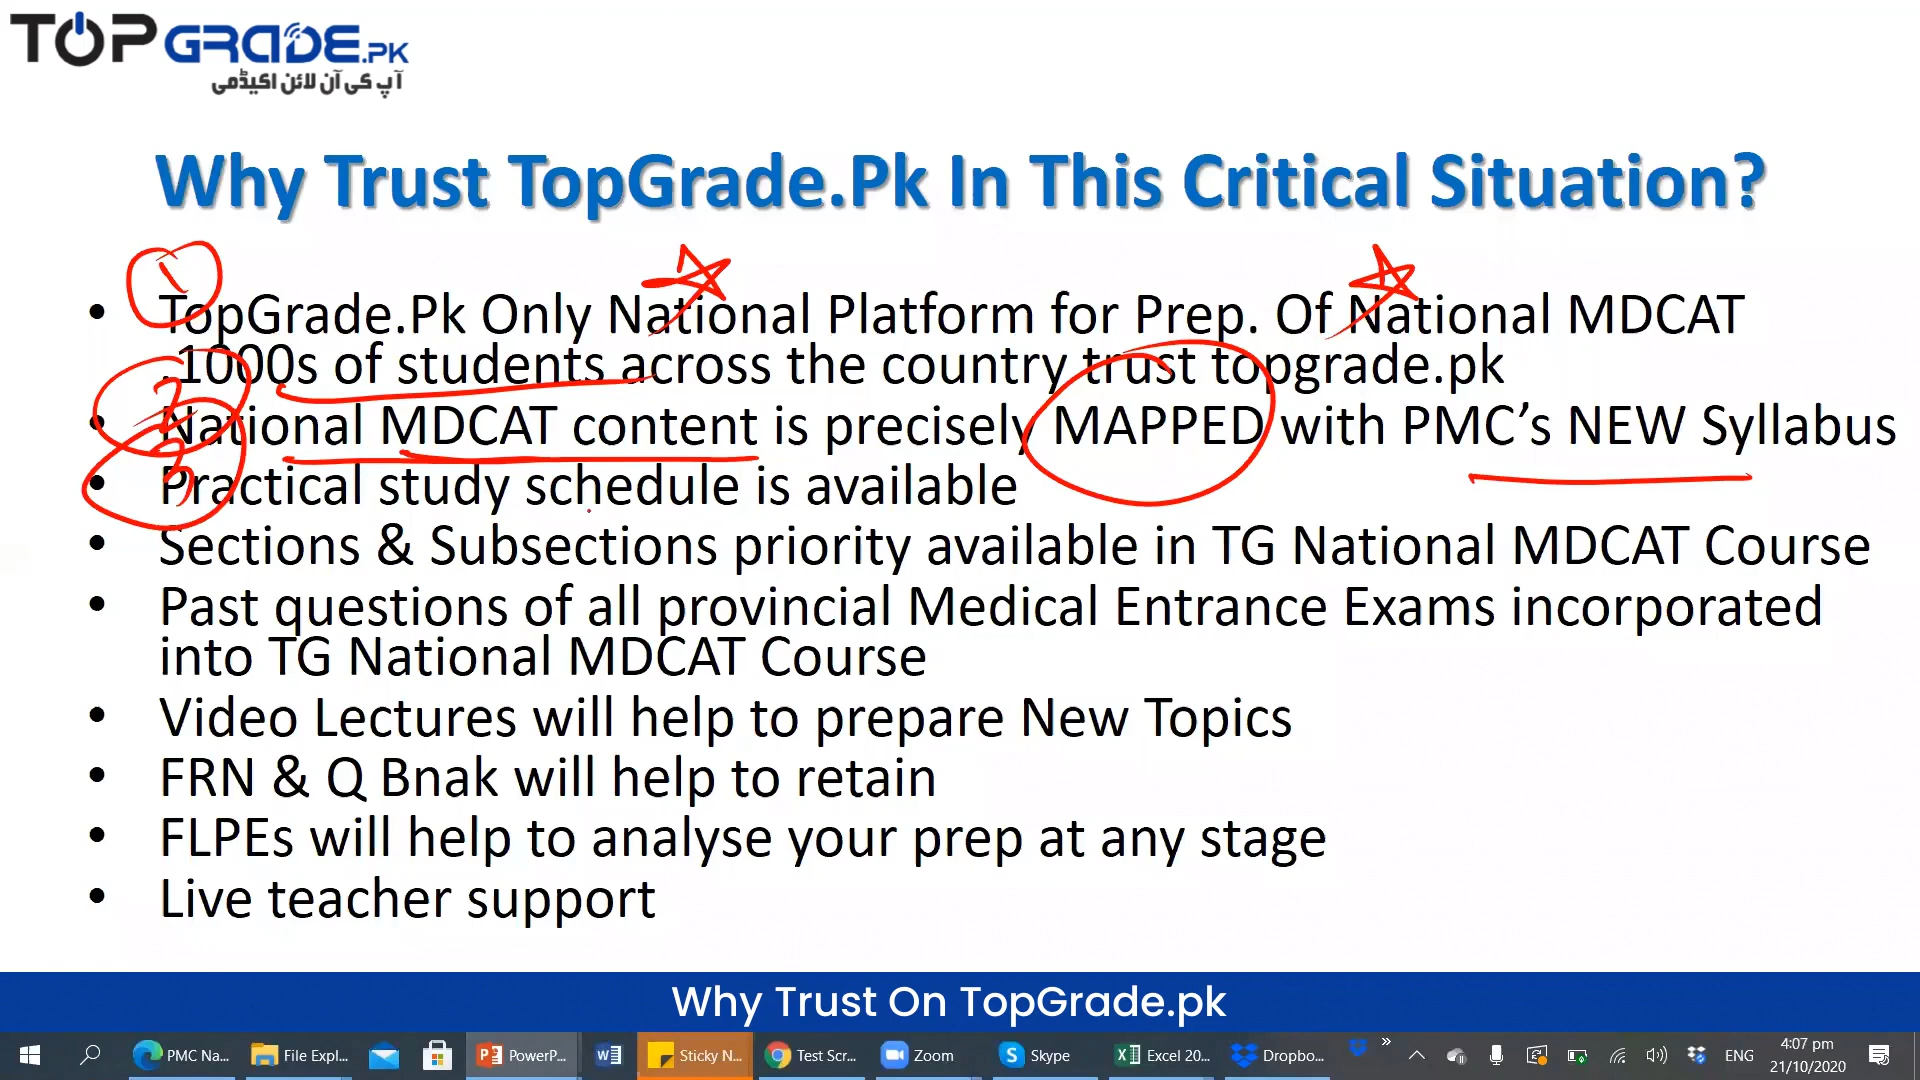 TOPGRADE.PK
آپ کی آن لائن اکیڈمی
Why Trust TopGrade.Pk In This Critical Situation?
1
• TopGrade.Pk Only National Platform for Prep. Of National MDCAT
.1000s of students across the country trust topgrade.pk
2
• National MDCAT content is precisely MAPPED with PMC’s NEW Syllabus
3
• Practical study schedule is available
• Sections & Subsections priority available in TG National MDCAT Course
• Past questions of all provincial Medical Entrance Exams incorporated
into TG National MDCAT Course
• Video Lectures will help to prepare New Topics
• FRN & Q Bnak will help to retain
• FLPEs will help to analyse your prep at any stage
• Live teacher support
Why Trust On TopGrade.pk
PMC Na... File Expl... PowerP... Sticky N... Test Scr... Zoom Skype Excel 20... Dropbo... ENG 4:07 pm
21/10/2020